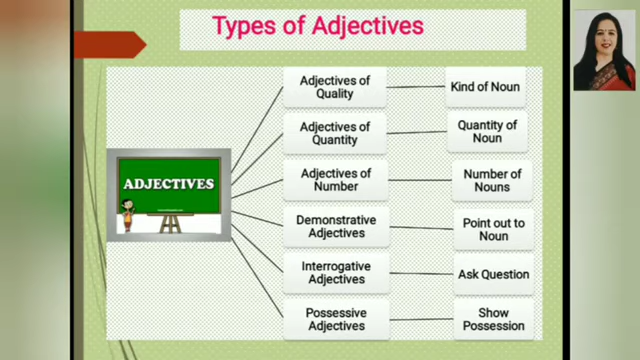 Types of Adjectives
Adjectives of
Quality
Kind of Noun
Adjectives of
Quantity
Quantity of
Noun
ADJECTIVES
Adjectives of
Number
Number of
Nouns
Demonstrative
Adjectives
Point out to
Noun
Interrogative
Adjectives
Ask Question
Possessive
Adjectives
Show
Possession